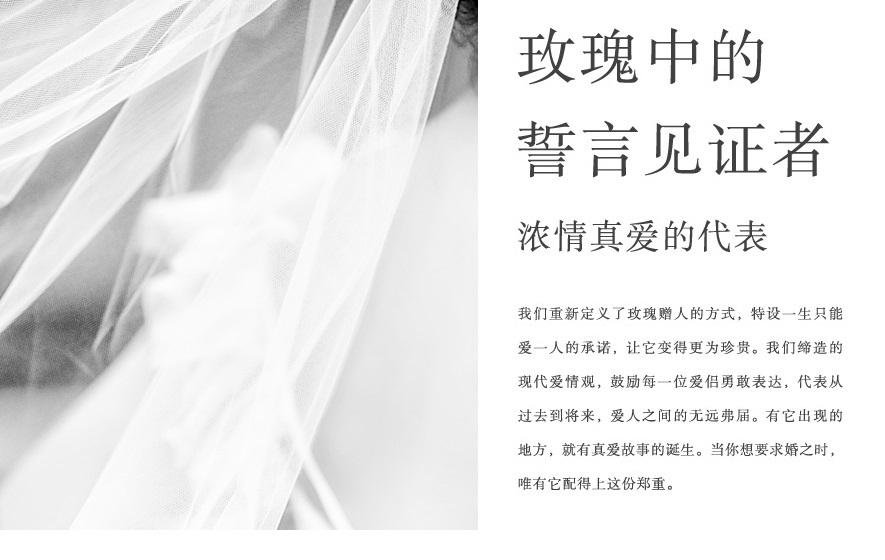 玫瑰中的
誓言见证者
浓情真爱的代表
我们重新定义了玫瑰赠人的方式，特设一生只能
爱一人的承诺，让它变得更为珍贵。我们缔造的
现代爱情观，鼓励每一位爱侣勇敢表达，代表从
过去到将来，爱人之间的无远弗届。有它出现的
地方，就有真爱故事的诞生。当你想要求婚之时，
唯有它配得上这份郑重。